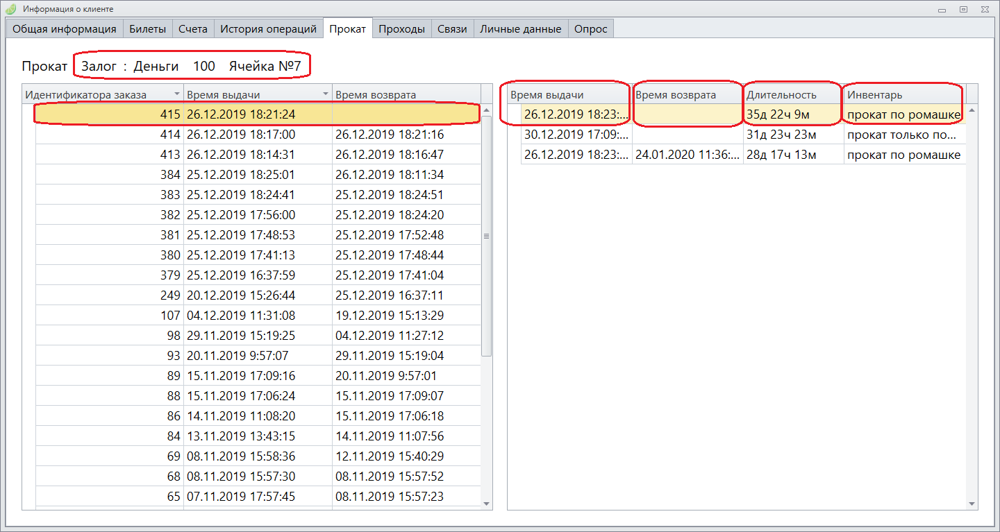 Информация о клиенте
Общая информация Билеты Счета История операций Прокат Проходы Связи Личные данные Опрос
Прокат Залог : Деньги 100 Ячейка №7
Идентификатора заказа Время выдачи Время возврата
415 26.12.2019 18:21:24
414 26.12.2019 18:17:00 26.12.2019 18:21:16
413 26.12.2019 18:14:31 26.12.2019 18:16:47
384 25.12.2019 18:25:01 26.12.2019 18:11:34
383 25.12.2019 18:24:41 25.12.2019 18:24:51
382 25.12.2019 17:56:00 25.12.2019 18:24:20
381 25.12.2019 17:48:53 25.12.2019 17:52:48
380 25.12.2019 17:41:13 25.12.2019 17:48:44
379 25.12.2019 16:37:59 25.12.2019 17:41:04
249 20.12.2019 15:26:44 25.12.2019 16:37:11
107 04.12.2019 11:31:08 19.12.2019 15:13:29
98 29.11.2019 15:19:25 04.12.2019 11:27:12
93 20.11.2019 9:57:07 29.11.2019 15:19:04
89 15.11.2019 17:09:16 20.11.2019 9:57:01
88 15.11.2019 17:06:24 15.11.2019 17:09:07
86 14.11.2019 11:08:20 15.11.2019 17:06:18
84 13.11.2019 13:43:15 14.11.2019 11:07:56
69 08.11.2019 15:58:36 12.11.2019 15:40:29
68 08.11.2019 15:57:30 08.11.2019 15:57:52
65 07.11.2019 17:57:45 08.11.2019 15:57:23
Время выдачи Время возврата Длительность Инвентарь
26.12.2019 18:23:... 35д 22ч 9м прокат по ромашке
30.12.2019 17:09:... 31д 23ч 23м прокат только по...
26.12.2019 18:23:... 24.01.2020 11:36:... 28д 17ч 13м прокат по ромашке